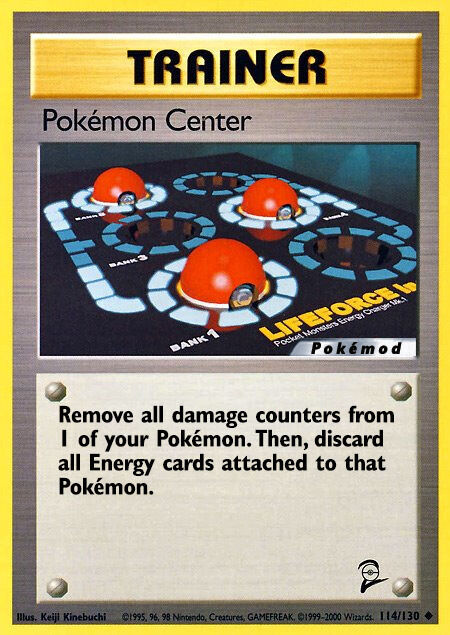 TRAINER
Pokémon Center
BANK 4
BANK 3
BANK 1
LIFEFORCE
Pocket Monsters Energy Charger Mk.1
Pokémod
Remove all damage counters from
1 of your Pokémon. Then, discard
all Energy cards attached to that
Pokémon.
Illus. Keiji Kinebuchi ©1995, 96, 98 Nintendo, Creatures, GAMEFREAK. ©1999-2000 Wizards. 114/130 ◆